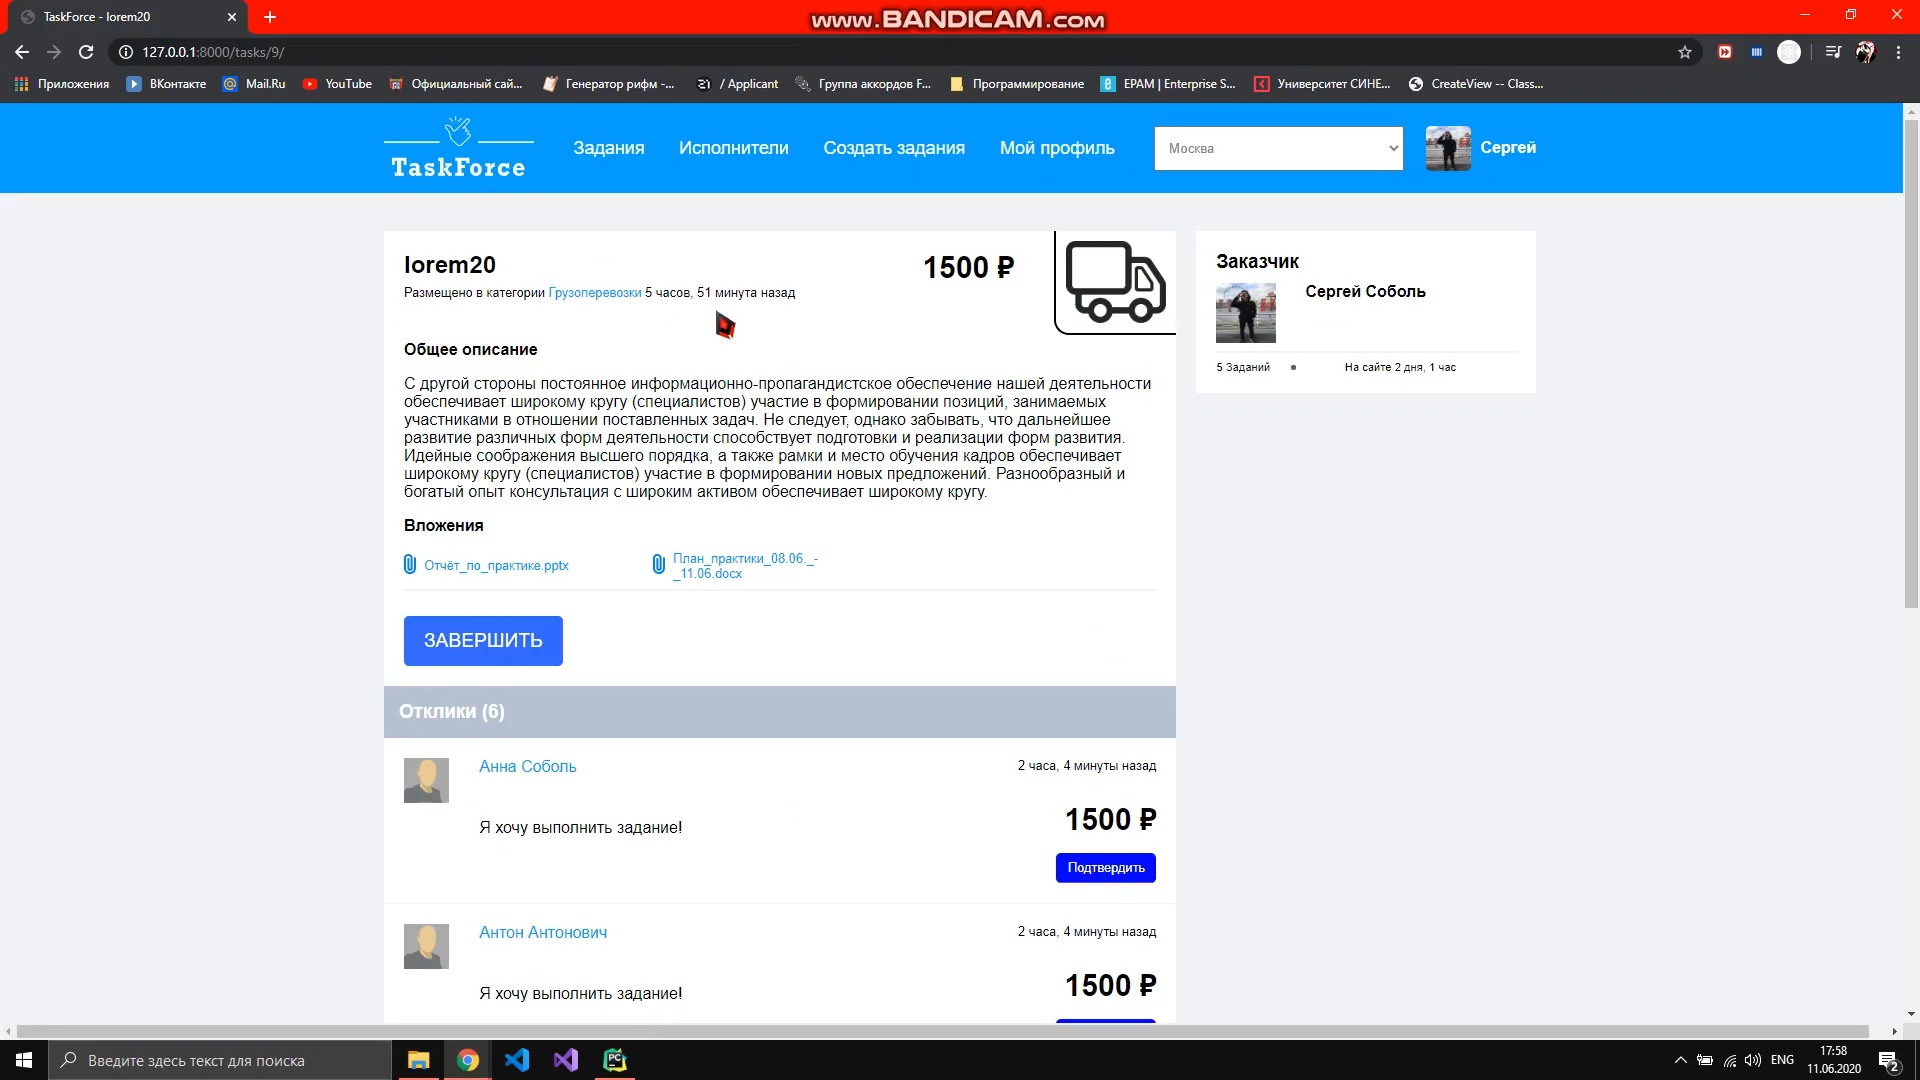 TaskForce - lorem20
www.BANDICAM.com
127.0.0.1:8000/tasks/9/
Приложения
ВКонтакте
Mail.Ru
YouTube
Официальный сай...
Генератор рифм -...
/ Applicant
Группа аккордов F...
Программирование
EPAM | Enterprise S...
Университет СИНЕ...
CreateView -- Class...
TaskForce
Задания
Исполнители
Создать задания
Мой профиль
Москва
Сергей
lorem20
1500 ₽
Размещено в категории Грузоперевозки 5 часов, 51 минута назад
Общее описание
С другой стороны постоянное информационно-пропагандистское обеспечение нашей деятельности
обеспечивает широкому кругу (специалистов) участие в формировании позиций, занимаемых
участниками в отношении поставленных задач. Не следует, однако забывать, что дальнейшее
развитие различных форм деятельности способствует подготовки и реализации форм развития.
Идейные соображения высшего порядка, а также рамки и место обучения кадров обеспечивает
широкому кругу (специалистов) участие в формировании новых предложений. Разнообразный и
богатый опыт консультация с широким активом обеспечивает широкому кругу.
Вложения
Отчёт_по_практике.pptx
План_практики_08.06._-
_11.06.docx
ЗАВЕРШИТЬ
Отклики (6)
Анна Соболь
2 часа, 4 минуты назад
Я хочу выполнить задание!
1500 ₽
Подтвердить
Антон Антонович
2 часа, 4 минуты назад
Я хочу выполнить задание!
1500 ₽
Заказчик
Сергей Соболь
5 Заданий
На сайте 2 дня, 1 час
Введите здесь текст для поиска
PC
ENG
17:58
11.06.2020
2